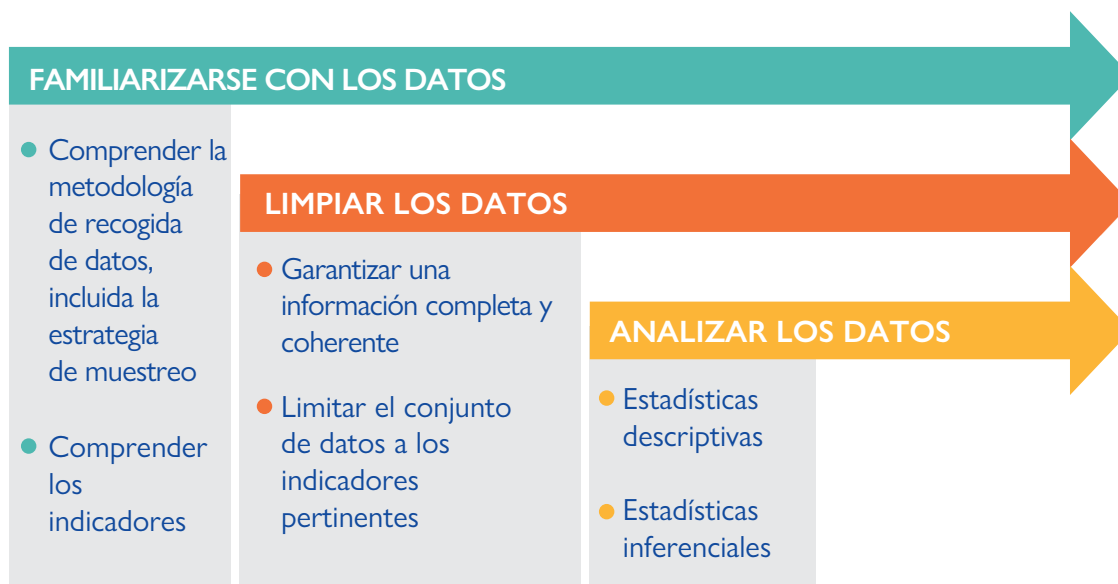 FAMILIARIZARSE CON LOS DATOS
Comprender la
metodología
de recogida
de datos,
incluida la
estrategia
de muestreo
Comprender
los
indicadores
LIMPIAR LOS DATOS
Garantizar una
información completa y
coherente
Limitar el conjunto
de datos a los
indicadores
pertinentes
ANALIZAR LOS DATOS
Estadísticas
descriptivas
Estadísticas
inferenciales